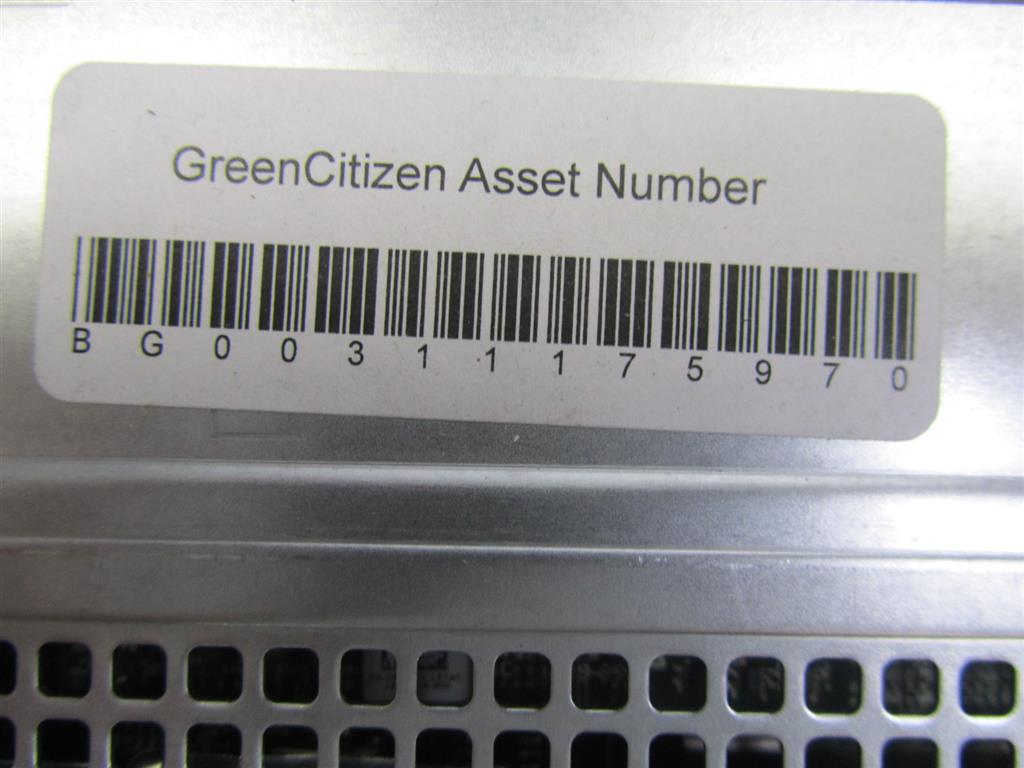 GreenCitizen Asset Number
B G 0 0 3 1 1 1 7 5 9 7 0